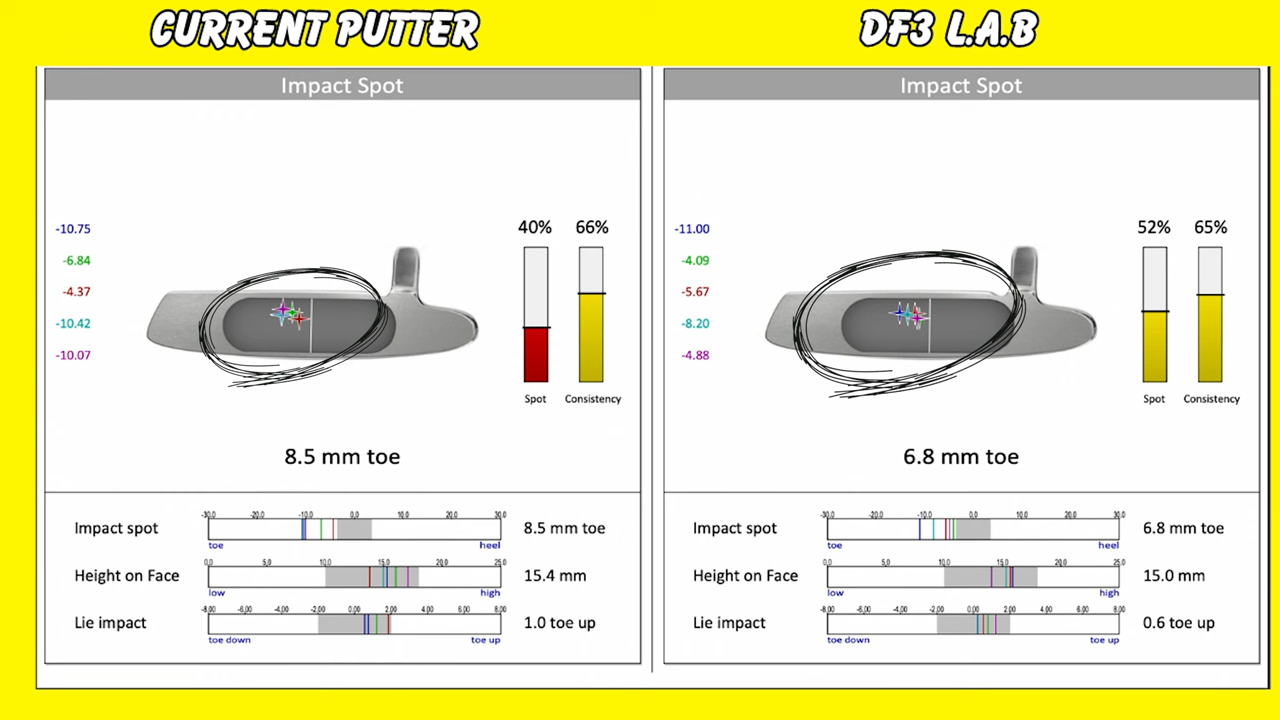 CURRENT PUTTER
DF3 L.A.B
Impact Spot
-10.75
-6.84
-4.37
-10.42
-10.07
40%
66%
Spot
Consistency
8.5 mm toe
Impact spot
-30,0 -20,0 -10,0 0,0 10,0 20,0 30,0
toe heel
8.5 mm toe
Height on Face
0,0 5,0 10,0 15,0 20,0 25,0
low high
15.4 mm
Lie impact
-8,00 -6,00 -4,00 -2,00 0,00 2,00 4,00 6,00 8,00
toe down toe up
1.0 toe up
Impact Spot
-11.00
-4.09
-5.67
-8.20
-4.88
52%
65%
Spot
Consistency
6.8 mm toe
Impact spot
-30,0 -20,0 -10,0 0,0 10,0 20,0 30,0
toe heel
6.8 mm toe
Height on Face
0,0 5,0 10,0 15,0 20,0 25,0
low high
15.0 mm
Lie impact
-8,00 -6,00 -4,00 -2,00 0,00 2,00 4,00 6,00 8,00
toe down toe up
0.6 toe up